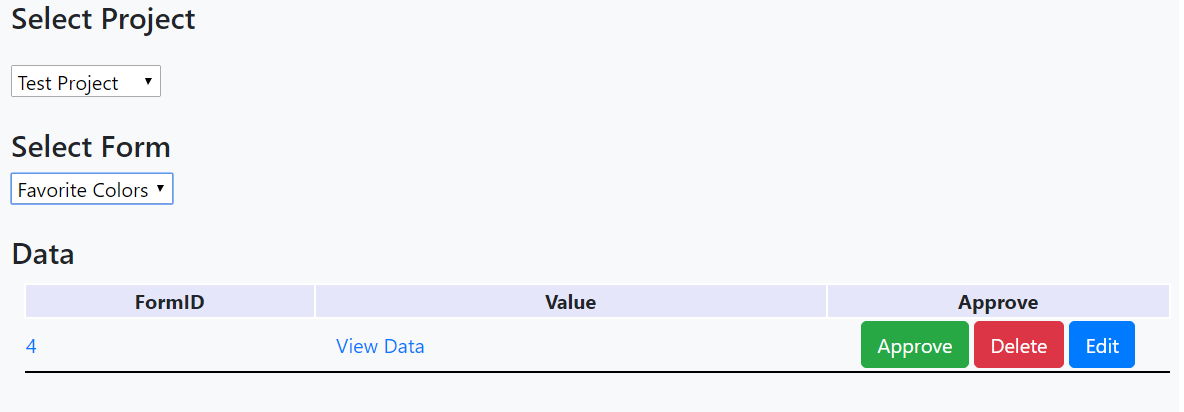 Select Project
Test Project
Select Form
Favorite Colors
Data
FormID Value Approve
4 View Data Approve Delete Edit